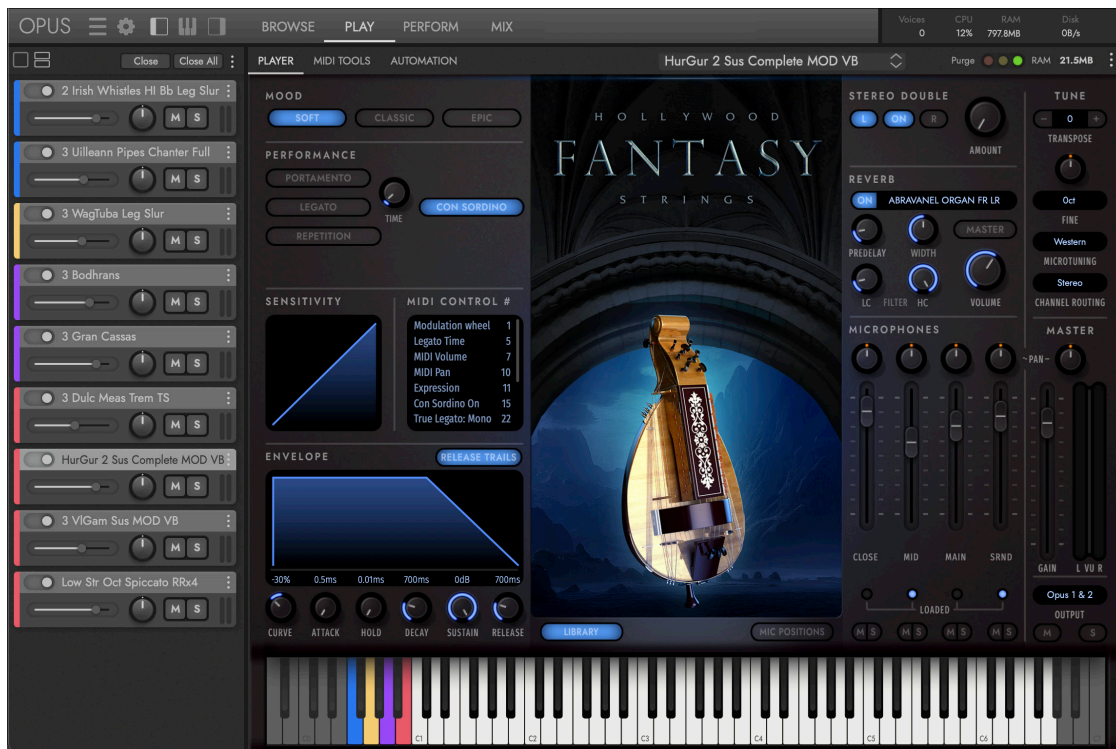 OPUS
BROWSE PLAY PERFORM MIX
Voices CPU RAM Disk
0 12% 797.8MB 0B/s
Close Close All
PLAYER MIDI TOOLS AUTOMATION
HurGur 2 Sus Complete MOD VB
Purge RAM 21.5MB
2 Irish Whistles HI Bb Leg Slur
M S
3 Uilleann Pipes Chanter Full
M S
3 WagTuba Leg Slur
M S
3 Bodhrans
M S
3 Gran Cassas
M S
3 Dulc Meas Trem TS
M S
HurGur 2 Sus Complete MOD VB
M S
3 VlGam Sus MOD VB
M S
Low Str Oct Spiccato RRx4
M S
MOOD
SOFT CLASSIC EPIC
PERFORMANCE
PORTAMENTO
LEGATO
REPETITION
TIME
CON SORDINO
SENSITIVITY
MIDI CONTROL #
Modulation wheel 1
Legato Time 5
MIDI Volume 7
MIDI Pan 10
Expression 11
Con Sordino On 15
True Legato: Mono 22
ENVELOPE
RELEASE TRAILS
-30% 0.5ms 0.01ms 700ms 0dB 700ms
CURVE ATTACK HOLD DECAY SUSTAIN RELEASE
HOLLYWOOD
FANTASY
STRINGS
LIBRARY
MIC POSITIONS
STEREO DOUBLE
L ON R
AMOUNT
REVERB
ON ABRAVANEL ORGAN FR LR
PREDELAY WIDTH
MASTER
LC FILTER HC
VOLUME
MICROPHONES
-PAN-
CLOSE MID MAIN SRND
LOADED
M S M S M S M S
TUNE
- 0 +
TRANSPOSE
0ct
FINE
Western
MICROTUNING
Stereo
CHANNEL ROUTING
MASTER
GAIN L VU R
Opus 1 & 2
OUTPUT
M S
C0 C1 C2 C3 C4 C5 C6 C7